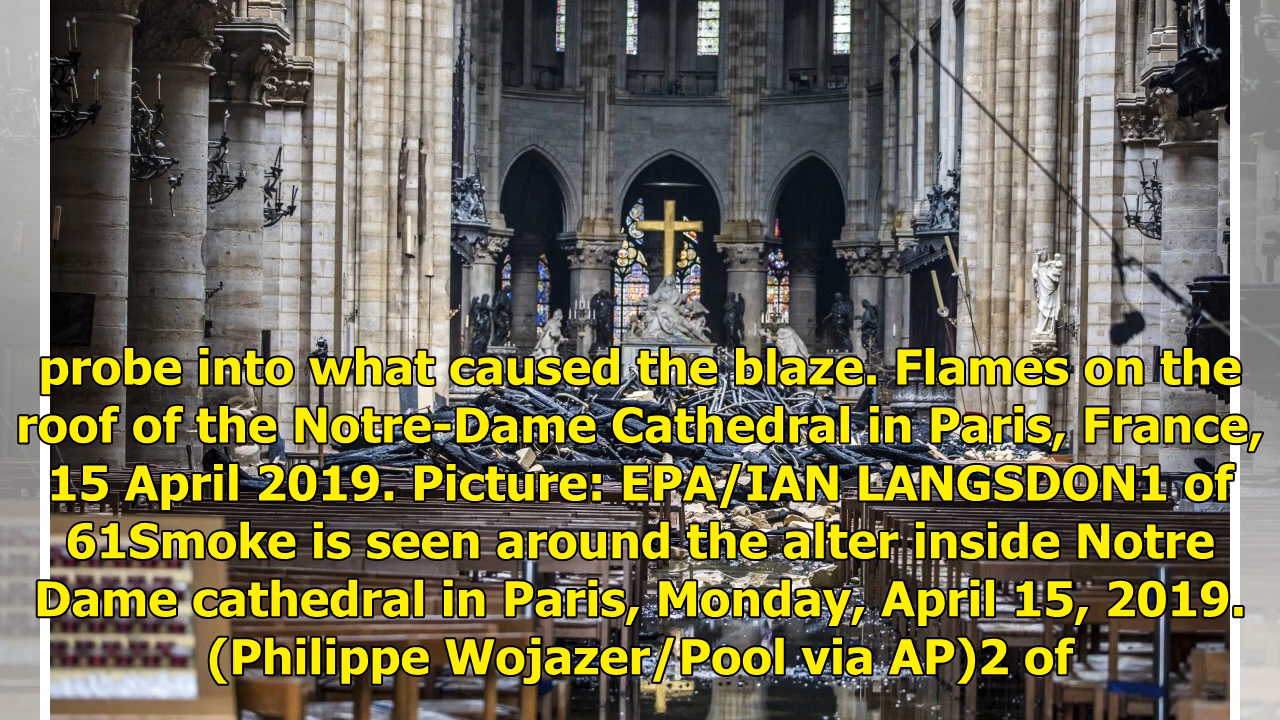 probe into what caused the blaze. Flames on the
roof of the Notre-Dame Cathedral in Paris, France,
15 April 2019. Picture: EPA/IAN LANGSDON1 of
61Smoke is seen around the alter inside Notre
Dame cathedral in Paris, Monday, April 15, 2019.
(Philippe Wojazer/Pool via AP)2 of